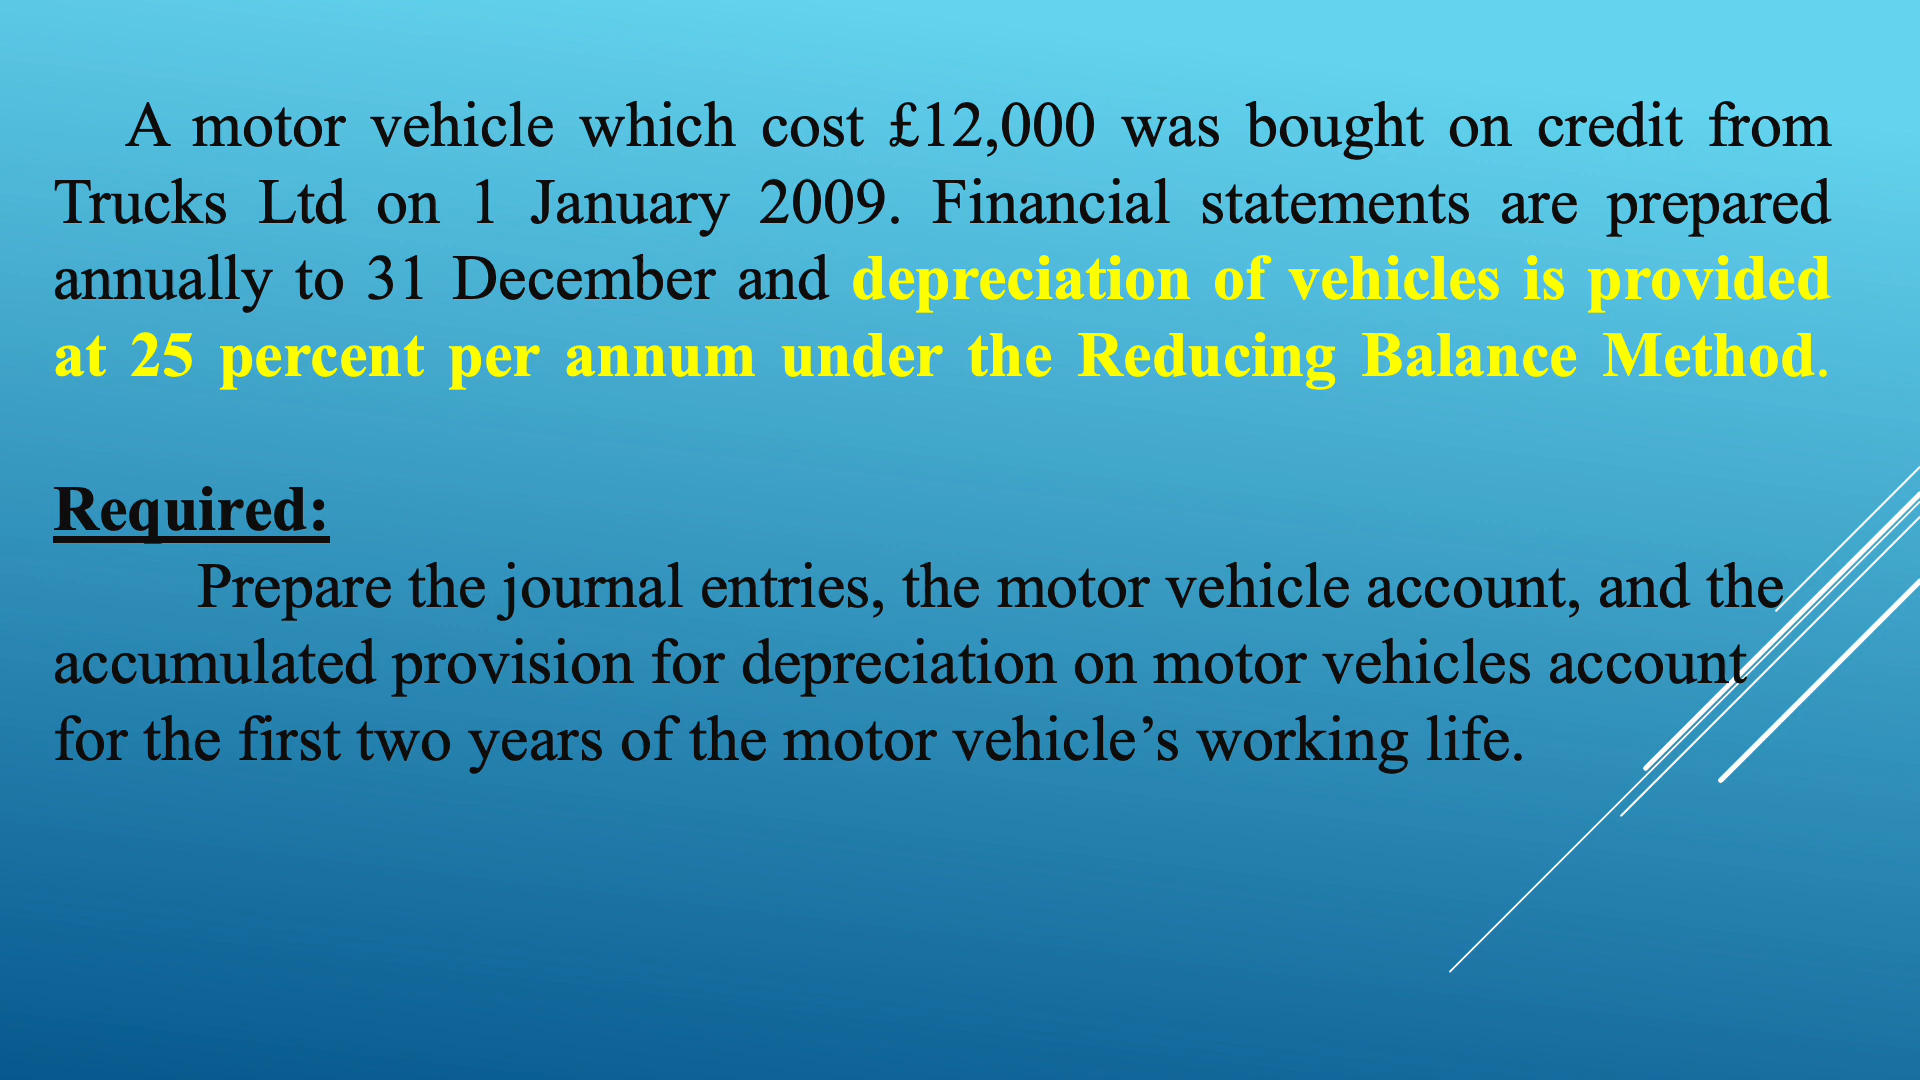 A motor vehicle which cost £12,000 was bought on credit from
Trucks Ltd on 1 January 2009. Financial statements are prepared
annually to 31 December and depreciation of vehicles is provided
at 25 percent per annum under the Reducing Balance Method.
Required:
Prepare the journal entries, the motor vehicle account, and the
accumulated provision for depreciation on motor vehicles account
for the first two years of the motor vehicle’s working life.